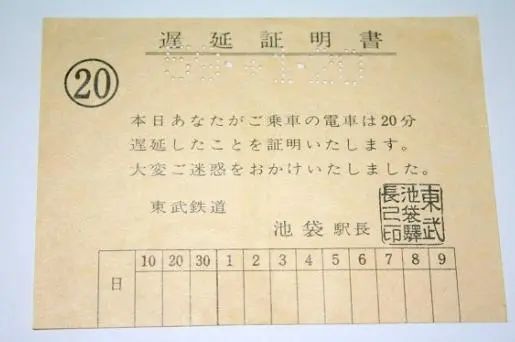 遅延証明書
⑳
本日あなたがご乗車の電車は20分
遅延したことを証明いたします。
大変ご迷惑をおかけいたしました。
東武鉄道
池袋駅長
東武
池袋驛
長之印
日 10 20 30 1 2 3 4 5 6 7 8 9